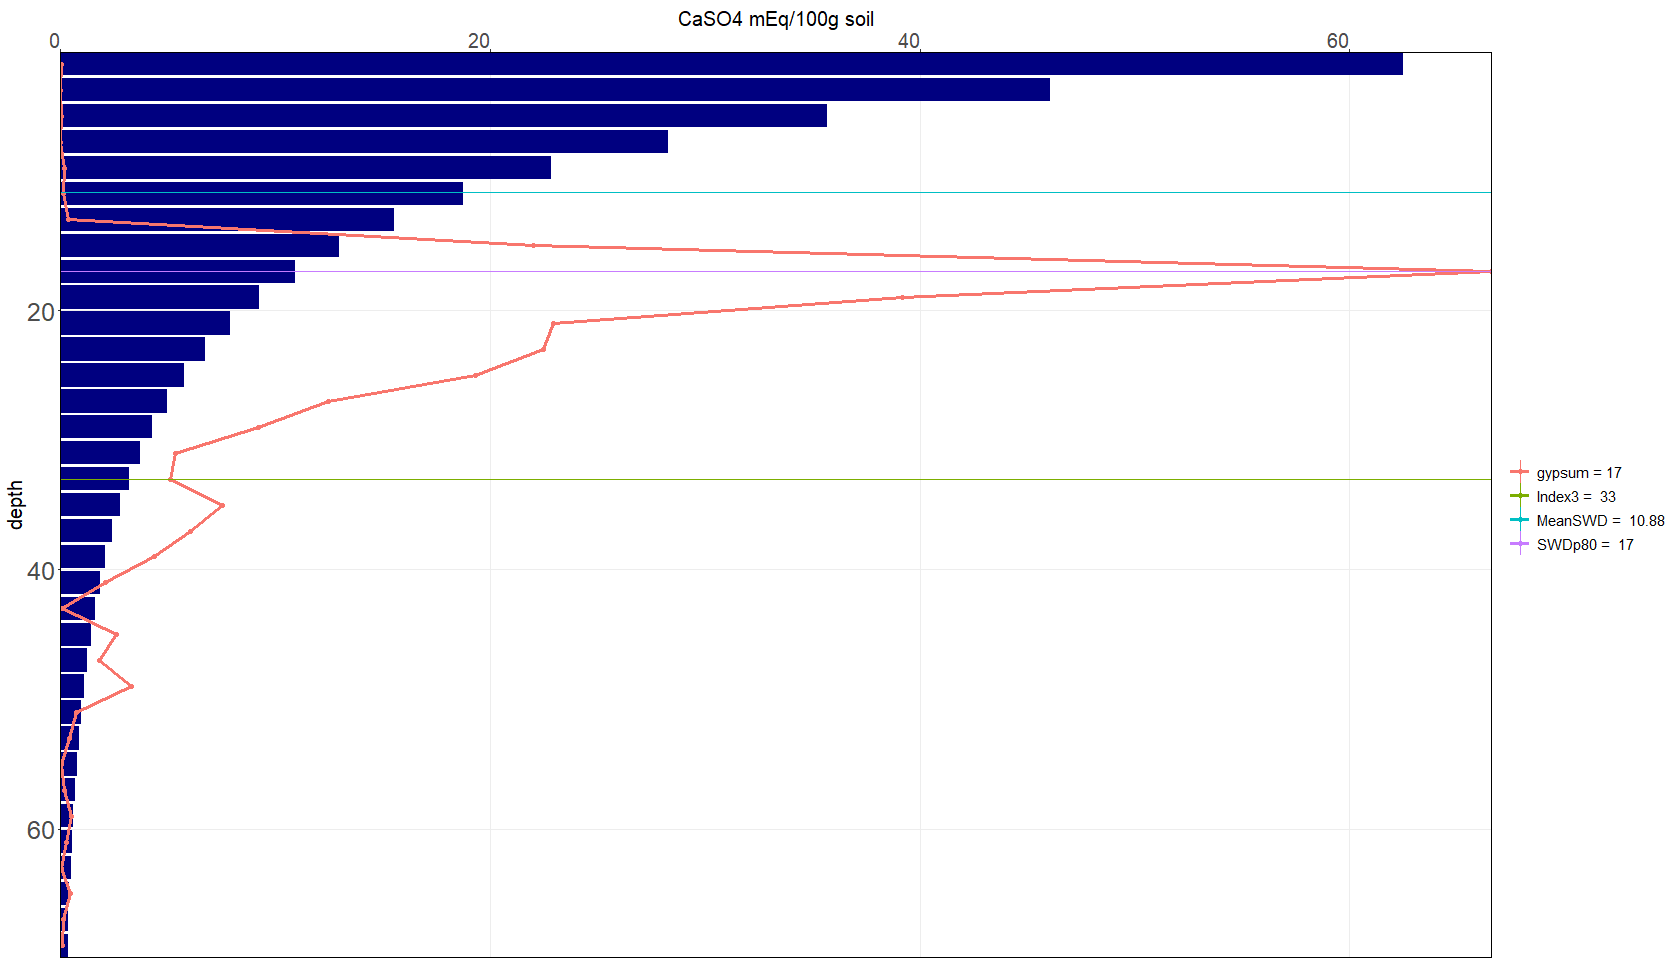 CaSO4 mEq/100g soil
0 20 40 60
20
40
60
depth
gypsum = 17
Index3 =  33
MeanSWD =  10.88
SWDp80 =  17